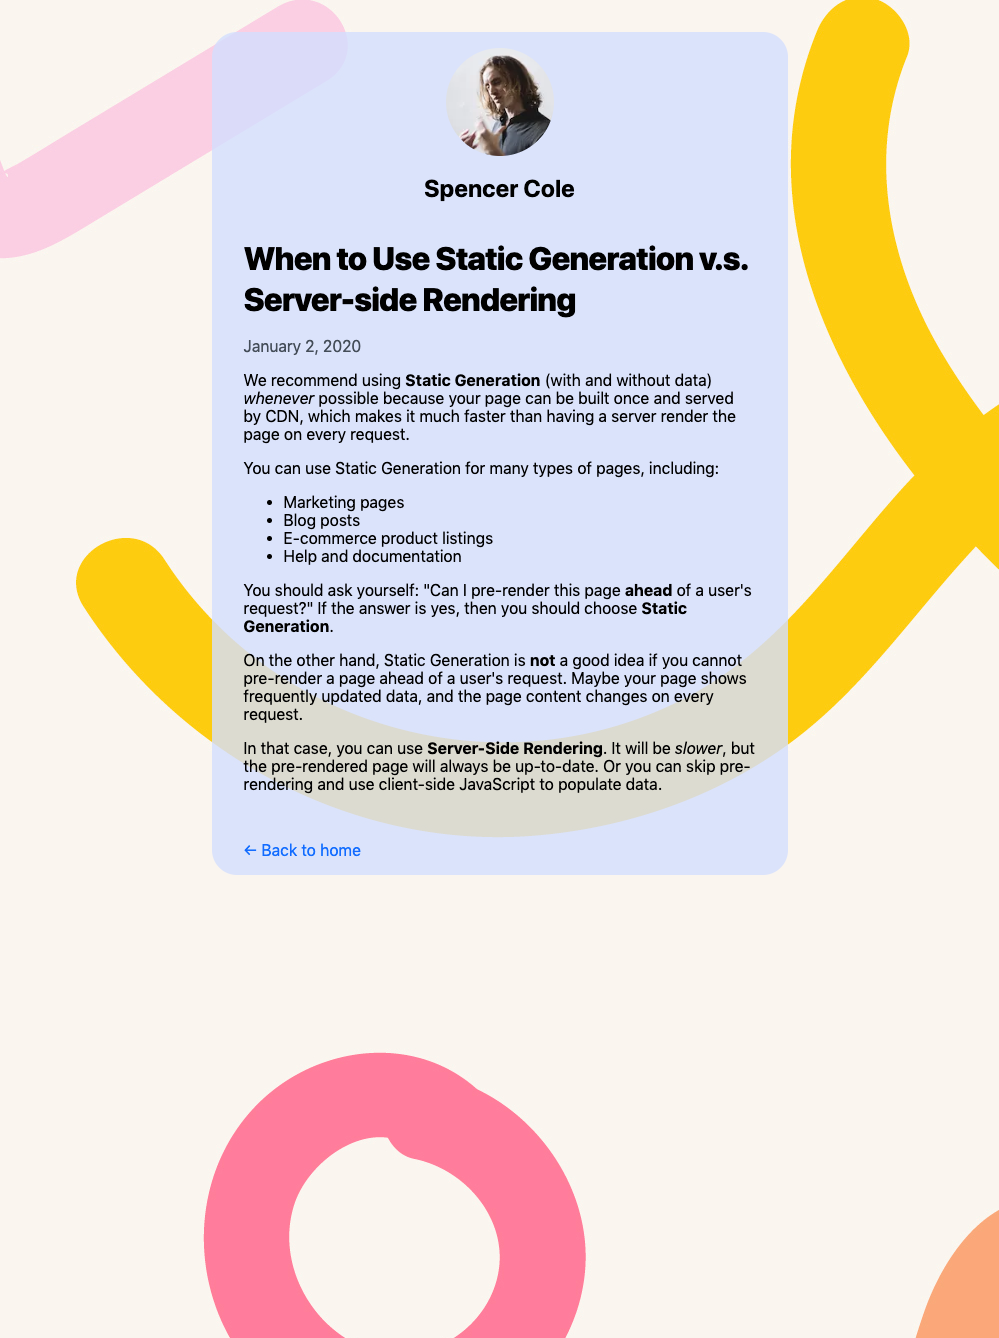 Spencer Cole
When to Use Static Generation v.s.
Server-side Rendering
January 2, 2020
We recommend using Static Generation (with and without data)
whenever possible because your page can be built once and served
by CDN, which makes it much faster than having a server render the
page on every request.
You can use Static Generation for many types of pages, including:
• Marketing pages
• Blog posts
• E-commerce product listings
• Help and documentation
You should ask yourself: "Can I pre-render this page ahead of a user's
request?" If the answer is yes, then you should choose Static
Generation.
On the other hand, Static Generation is not a good idea if you cannot
pre-render a page ahead of a user's request. Maybe your page shows
frequently updated data, and the page content changes on every
request.
In that case, you can use Server-Side Rendering. It will be slower, but
the pre-rendered page will always be up-to-date. Or you can skip pre-
rendering and use client-side JavaScript to populate data.
← Back to home